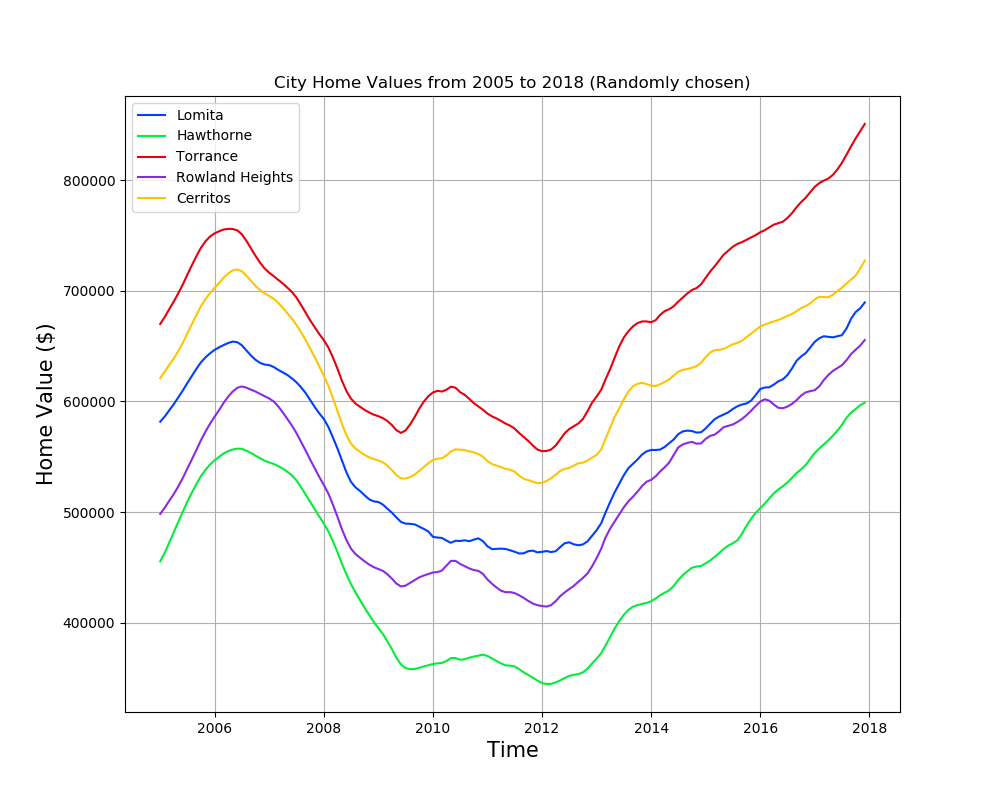 City Home Values from 2005 to 2018 (Randomly chosen)
Lomita
Hawthorne
Torrance
Rowland Heights
Cerritos
Home Value ($)
800000
700000
600000
500000
400000
2006 2008 2010 2012 2014 2016 2018
Time